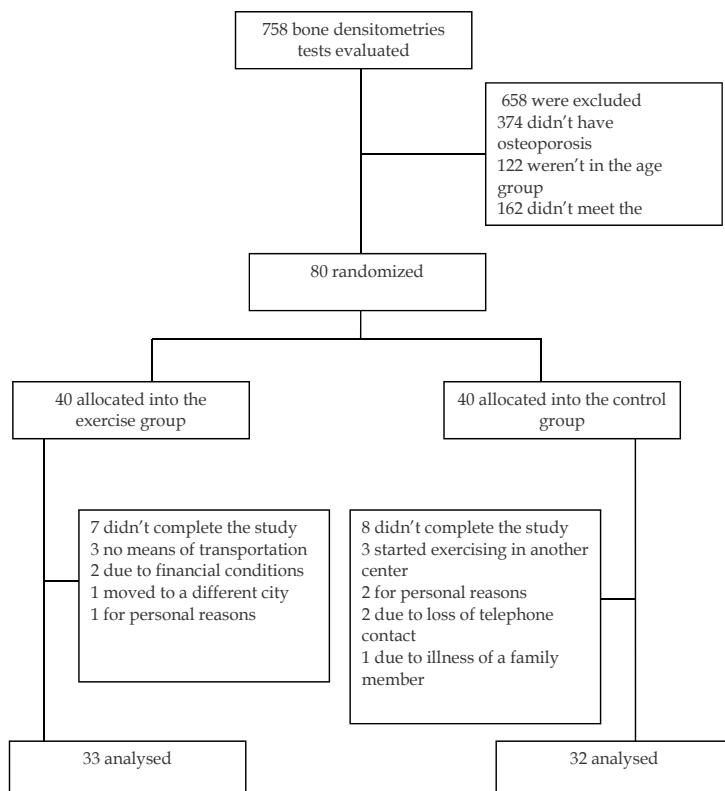 758 bone densitometries
tests evaluated
658 were excluded
374 didn't have
osteoporosis
122 weren't in the age
group
162 didn't meet the
80 randomized
40 allocated into the
exercise group
40 allocated into the control
group
7 didn't complete the study
3 no means of transportation
2 due to financial conditions
1 moved to a different city
1 for personal reasons
8 didn't complete the study
3 started exercising in another
center
2 for personal reasons
2 due to loss of telephone
contact
1 due to illness of a family
member
33 analysed
32 analysed